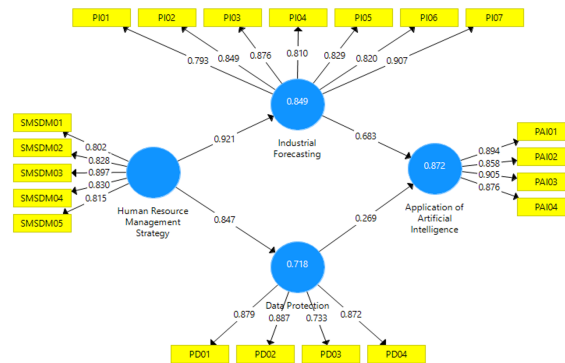 PI01 PI02 PI03 PI04 PI05 PI06 PI07
0.793 0.849 0.876 0.810 0.829 0.820 0.907
0.849
Industrial
Forecasting
SMSDM01
SMSDM02
SMSDM03
SMSDM04
SMSDM05
0.802
0.828
0.897
0.830
0.815
Human Resource
Management
Strategy
0.921
0.847
0.683
0.269
0.872
Application of
Artificial
Intelligence
0.894
0.858
0.905
0.876
PAI01
PAI02
PAI03
PAI04
0.718
Data Protection
0.879 0.887 0.733 0.872
PD01 PD02 PD03 PD04